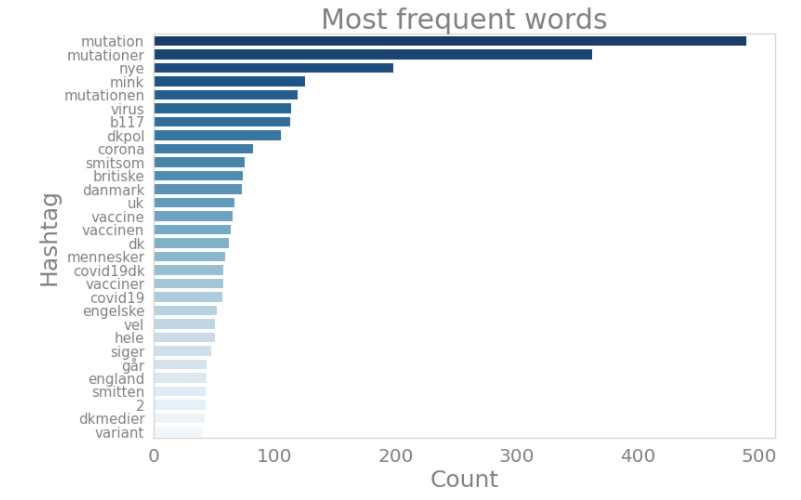 Most frequent words
Hashtag
mutation
mutationer
nye
mink
mutationen
virus
b117
dkpol
corona
smitsom
britiske
danmark
uk
vaccine
vaccinen
dk
mennesker
covid19dk
vacciner
covid19
engelske
vel
hele
siger
går
england
smitten
2
dkmedier
variant
0 100 200 300 400 500
Count